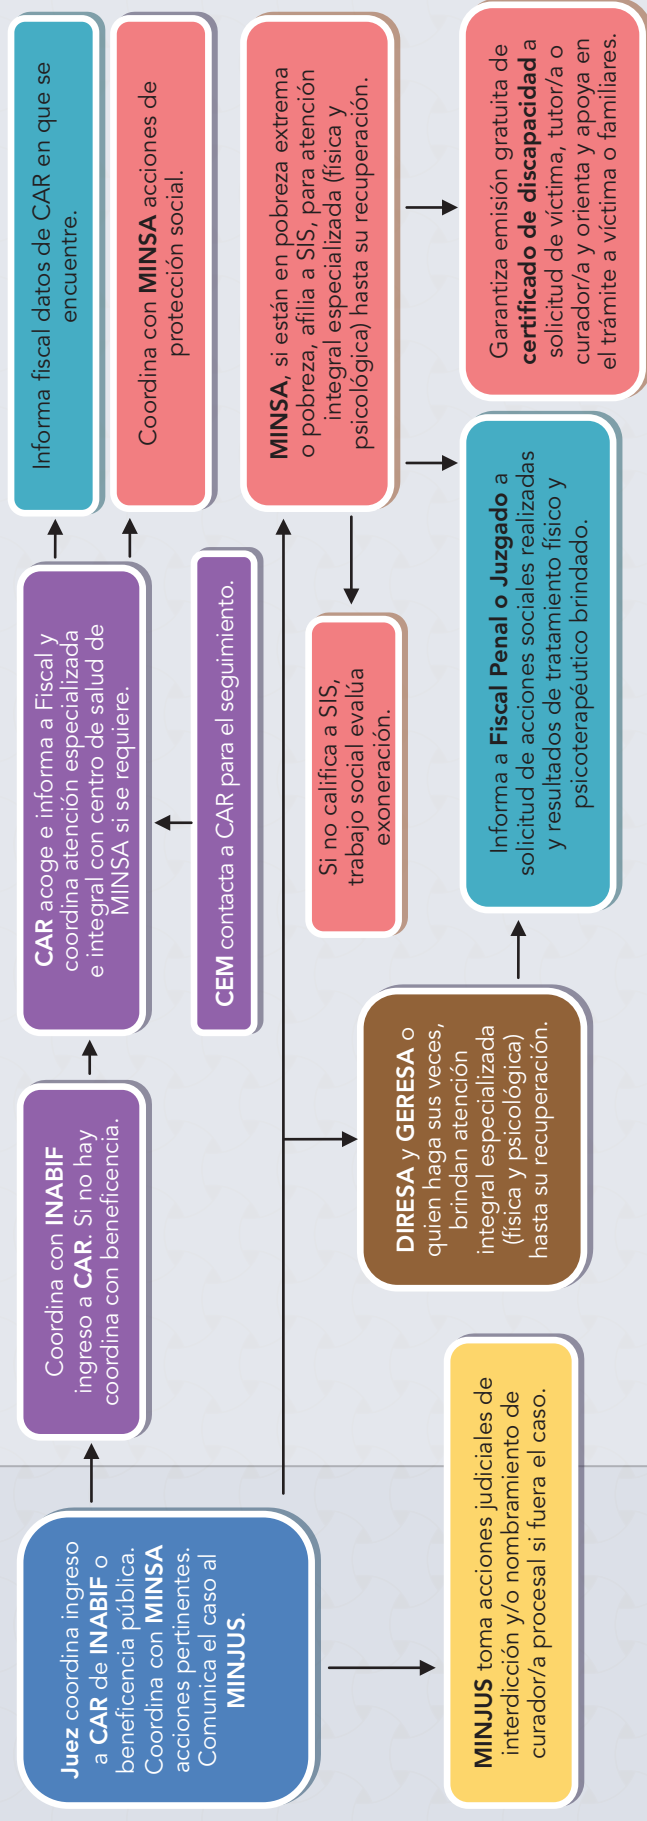 Juez coordina ingreso
a CAR de INABIF o
beneficencia pública.
Coordina con MINSA
acciones pertinentes.
Comunica el caso al
MINJUS.
Coordina con INABIF
ingreso a CAR. Si no hay
coordina con beneficencia.
CAR acoge e informa a Fiscal y
coordina atención especializada
e integral con centro de salud de
MINSA si se requiere.
Informa fiscal datos de CAR en que se
encuentre.
Coordina con MINSA acciones de
protección social.
CEM contacta a CAR para el seguimiento.
MINSA, si están en pobreza extrema
o pobreza, afilia a SIS, para atención
integral especializada (física y
psicológica) hasta su recuperación.
Si no califica a SIS,
trabajo social evalúa
exoneración.
DIRESA y GERESA o
quien haga sus veces,
brindan atención
integral especializada
(física y psicológica)
hasta su recuperación.
Informa a Fiscal Penal o Juzgado a
solicitud de acciones sociales realizadas
y resultados de tratamiento físico y
psicoterapéutico brindado.
Garantiza emisión gratuita de
certificado de discapacidad a
solicitud de víctima, tutor/a o
curador/a y orienta y apoya en
el trámite a víctima o familiares.
MINJUS toma acciones judiciales de
interdicción y/o nombramiento de
curador/a procesal si fuera el caso.